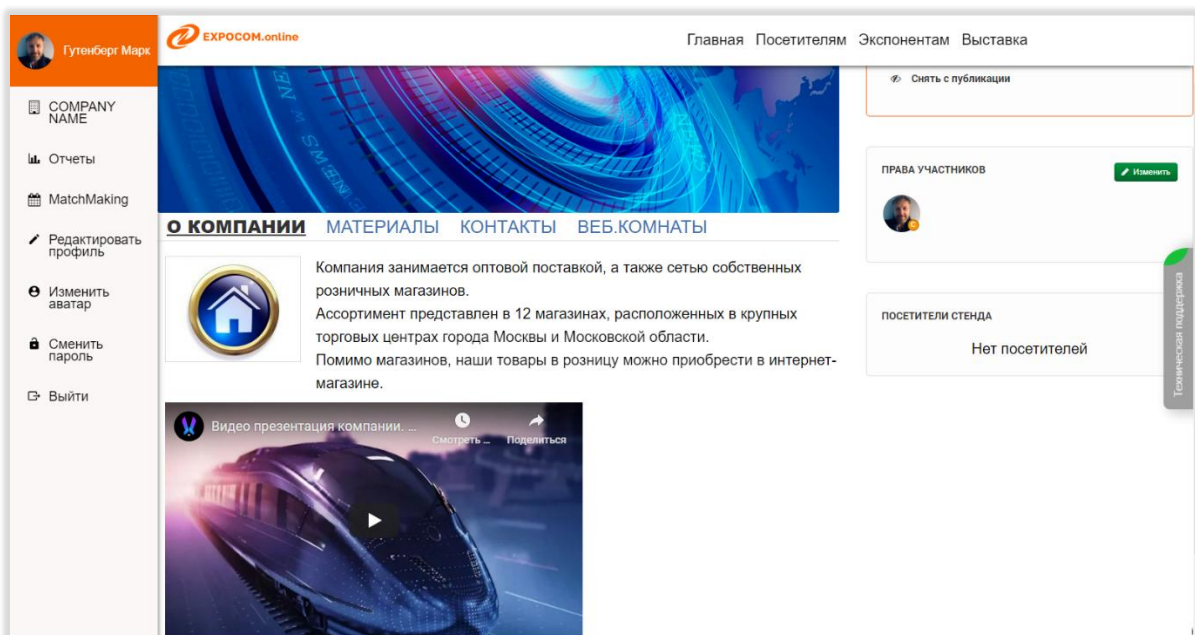 Гутенберг Марк
EXPOCOM.online
Главная Посетителям Экспонентам Выставка
COMPANY
NAME
Отчеты
MatchMaking
Редактировать
профиль
Изменить
аватар
Сменить
пароль
Выйти
NEWS
NEWS W
О КОМПАНИИ МАТЕРИАЛЫ КОНТАКТЫ ВЕБ.КОМНАТЫ
Компания занимается оптовой поставкой, а также сетью собственных
розничных магазинов.
Ассортимент представлен в 12 магазинах, расположенных в крупных
торговых центрах города Москвы и Московской области.
Помимо магазинов, наши товары в розницу можно приобрести в интернет-
магазине.
Видео презентация компании. ...
Смотреть ...
Поделиться
Снять с публикации
ПРАВА УЧАСТНИКОВ
Изменить
ПОСЕТИТЕЛИ СТЕНДА
Нет посетителей
Техническая поддержка